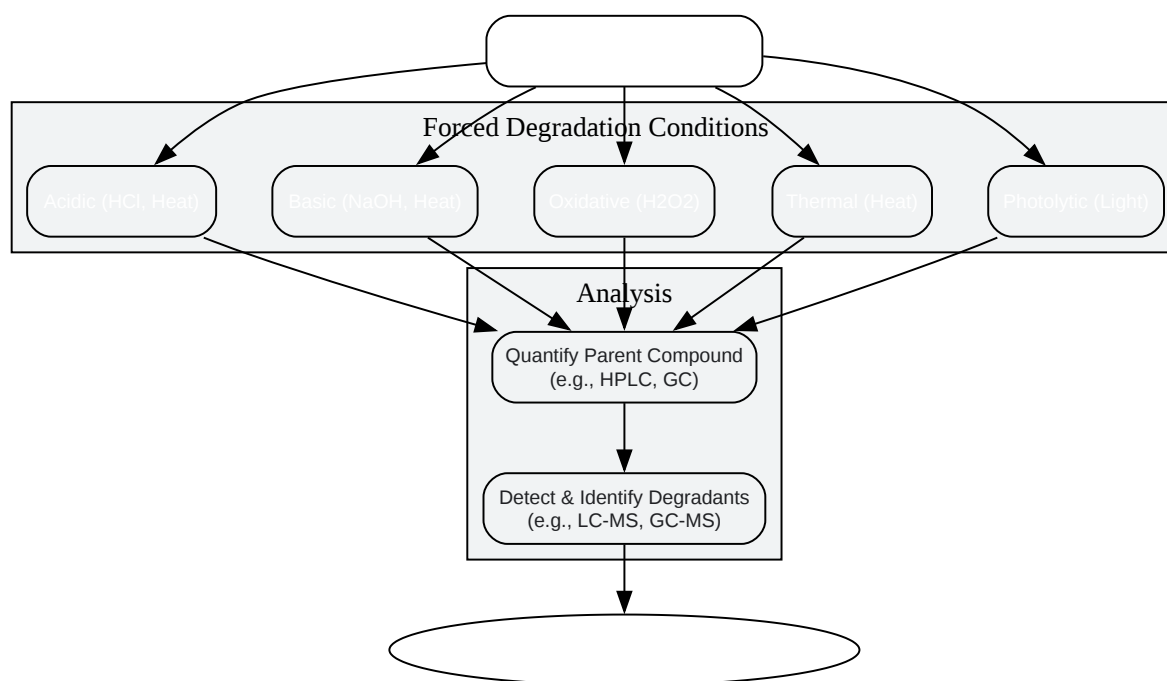 Forced Degradation Conditions
Acidic (HCl, Heat)
Basic (NaOH, Heat)
Oxidative (H2O2)
Thermal (Heat)
Photolytic (Light)
Analysis
Quantify Parent Compound
(e.g., HPLC, GC)
Detect & Identify Degradants
(e.g., LC-MS, GC-MS)